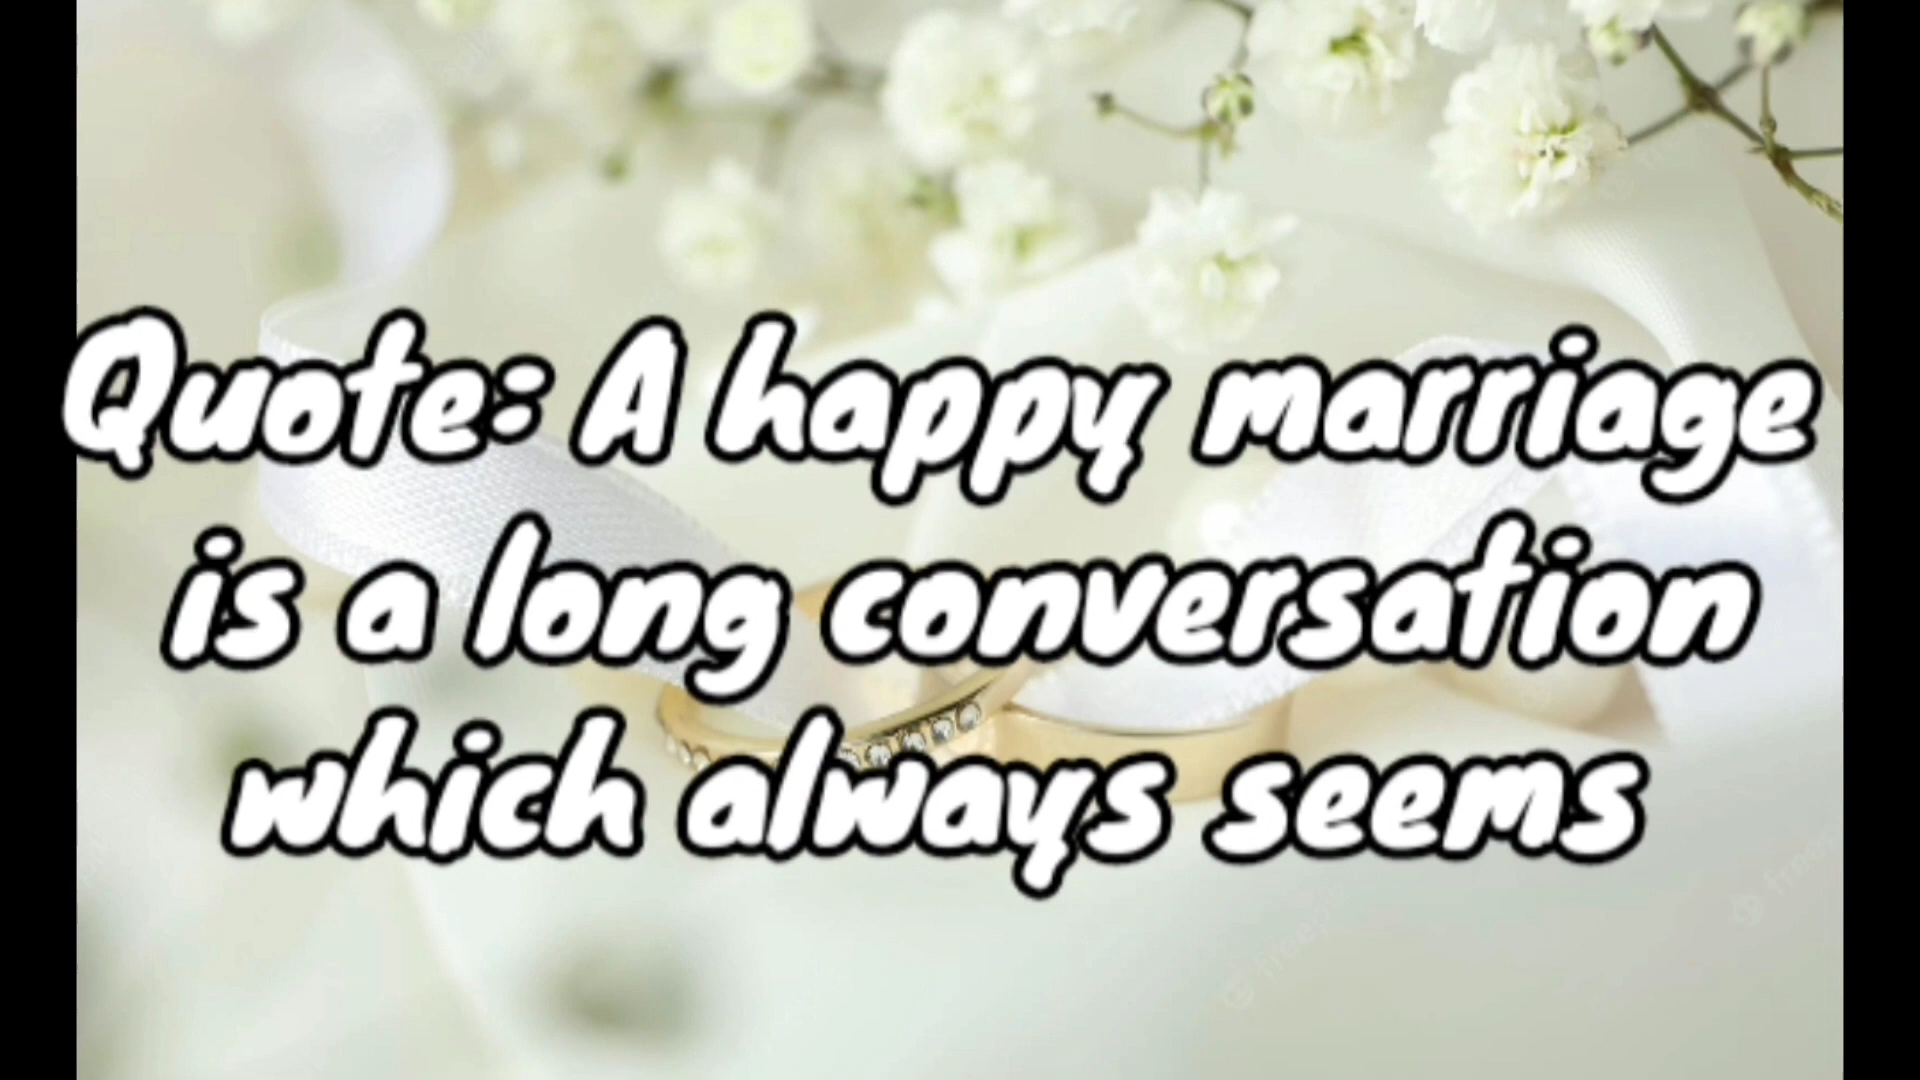 Quote: A happy marriage
is a long conversation
which always seems